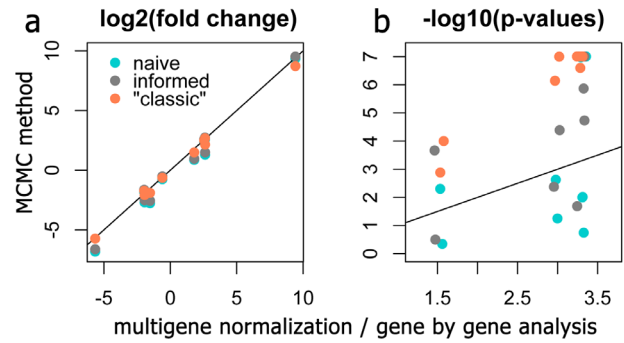 a log2(fold change)
b -log10(p-values)
naive
informed
"classic"
MCMC method
10
5
0
-5
-5 0 5 10
7
6
5
4
3
2
1
0
1.5 2.5 3.5
multigene normalization / gene by gene analysis